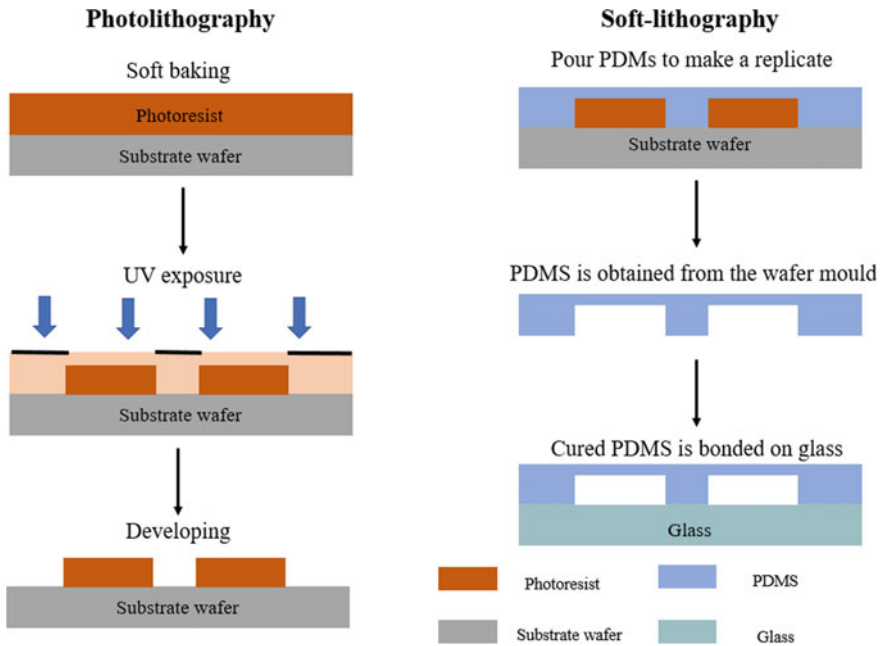 Photolithography
Soft baking
Photoresist
Substrate wafer
UV exposure
Substrate wafer
Developing
Substrate wafer
Soft-lithography
Pour PDMs to make a replicate
Substrate wafer
PDMS is obtained from the wafer mould
Cured PDMS is bonded on glass
Glass
Photoresist
PDMS
Substrate wafer
Glass